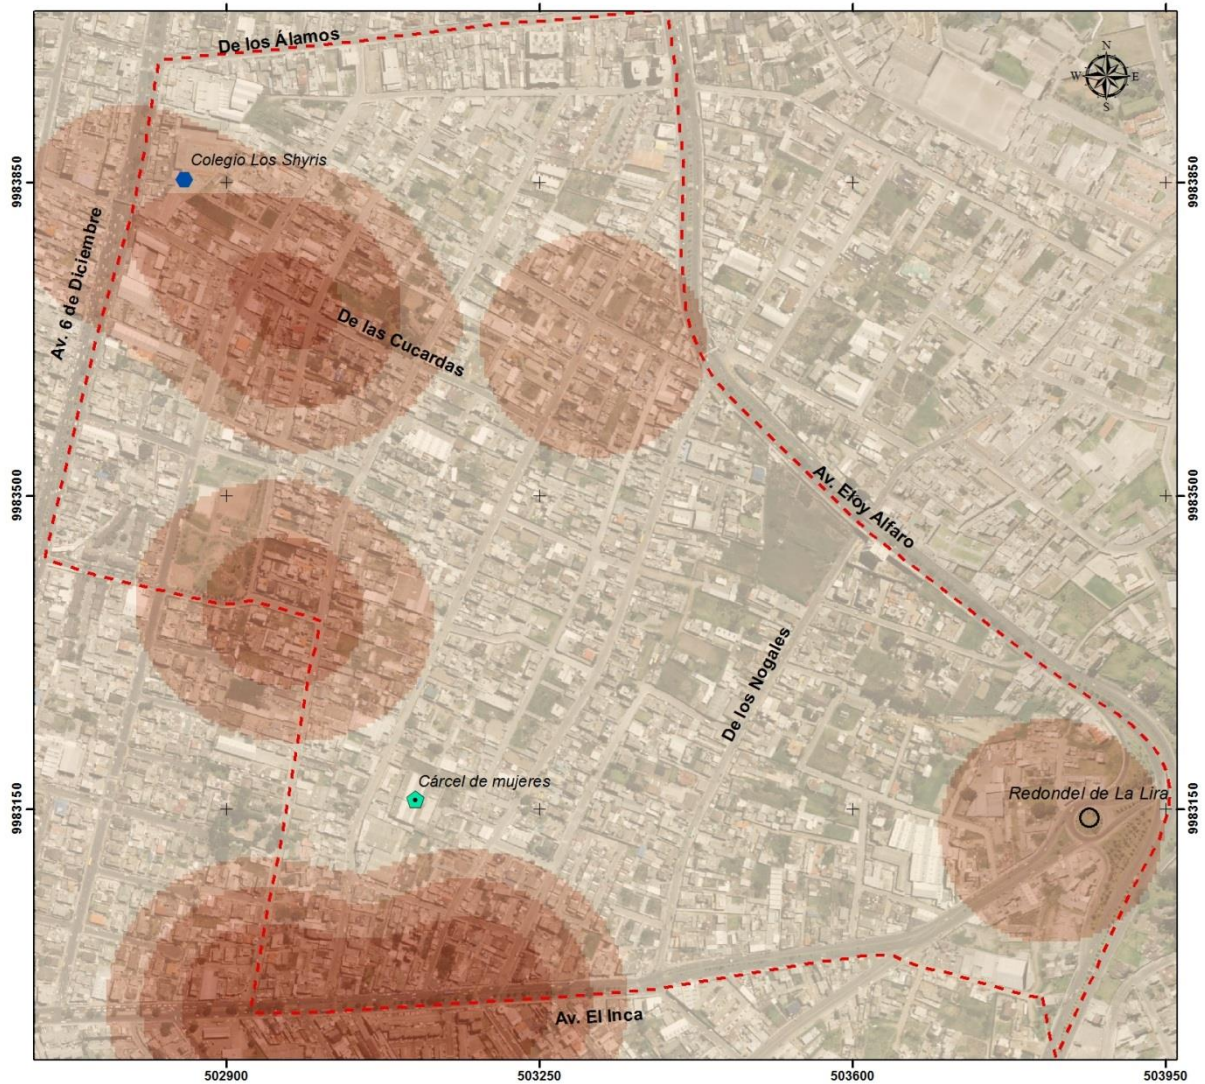 De los Álamos
N
W
E
S
Colegio Los Shyris
9983850
9983850
Av. 6 de Diciembre
De las Cucardas
Av. Eloy Alfaro
9983500
9983500
De los Nogales
Cárcel de mujeres
Redondel de La Lira
9983150
9983150
Av. El Inca
502900
503250
503600
503950